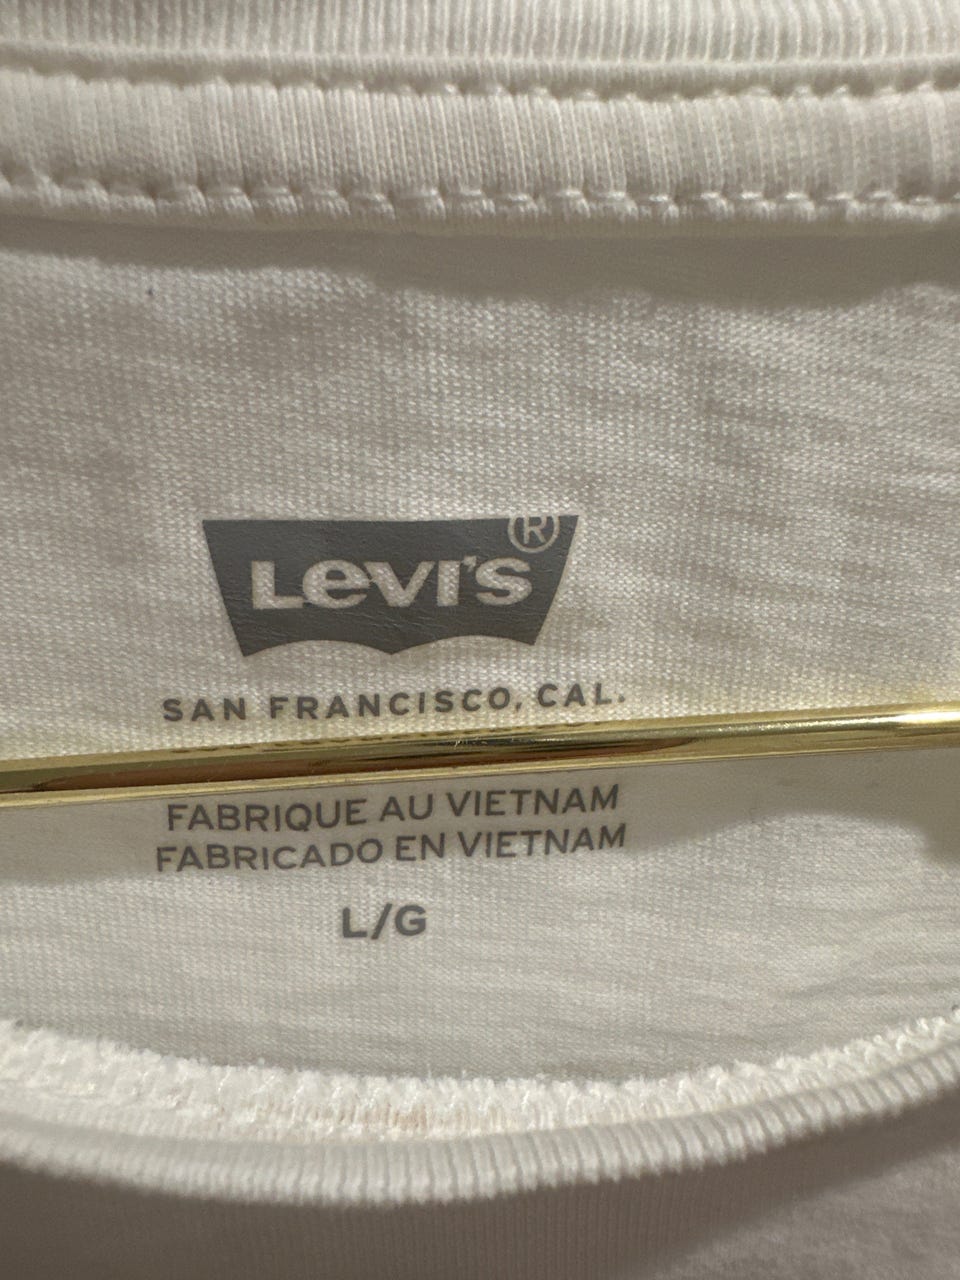 LEVI'S®
SAN FRANCISCO, CAL.
FABRIQUE AU VIETNAM
FABRICADO EN VIETNAM
L/G